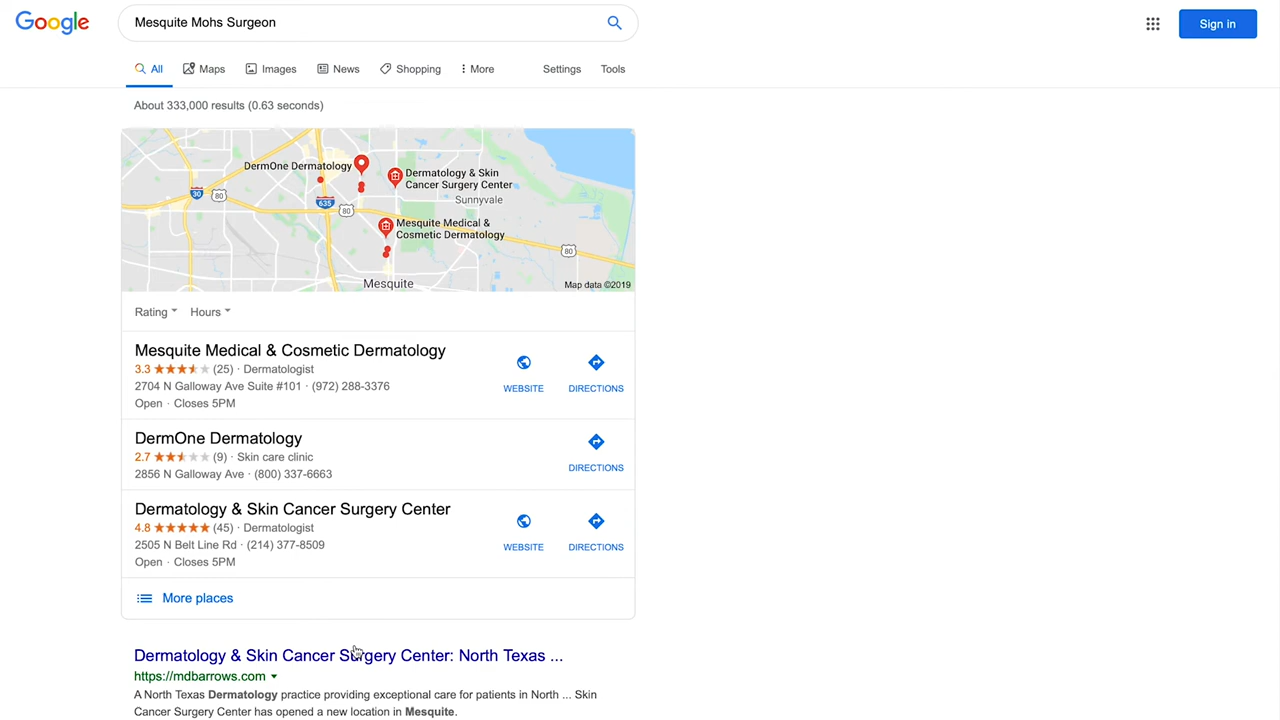 Google
Mesquite Mohs Surgeon
Sign in
All
Maps
Images
News
Shopping
More
Settings
Tools
About 333,000 results (0.63 seconds)
DermOne Dermatology
Dermatology & Skin
Cancer Surgery Center
Sunnyvale
30
80
635
80
Mesquite Medical &
Cosmetic Dermatology
80
Mesquite
Map data ©2019
Rating
Hours
Mesquite Medical & Cosmetic Dermatology
3.3 (25) · Dermatologist
2704 N Galloway Ave Suite #101 · (972) 288-3376
Open · Closes 5PM
WEBSITE
DIRECTIONS
DermOne Dermatology
2.7 (9) · Skin care clinic
2856 N Galloway Ave · (800) 337-6663
DIRECTIONS
Dermatology & Skin Cancer Surgery Center
4.8 (45) · Dermatologist
2505 N Belt Line Rd · (214) 377-8509
Open · Closes 5PM
WEBSITE
DIRECTIONS
More places
Dermatology & Skin Cancer Surgery Center: North Texas ...
https://mdbarrows.com
A North Texas Dermatology practice providing exceptional care for patients in North ... Skin
Cancer Surgery Center has opened a new location in Mesquite.